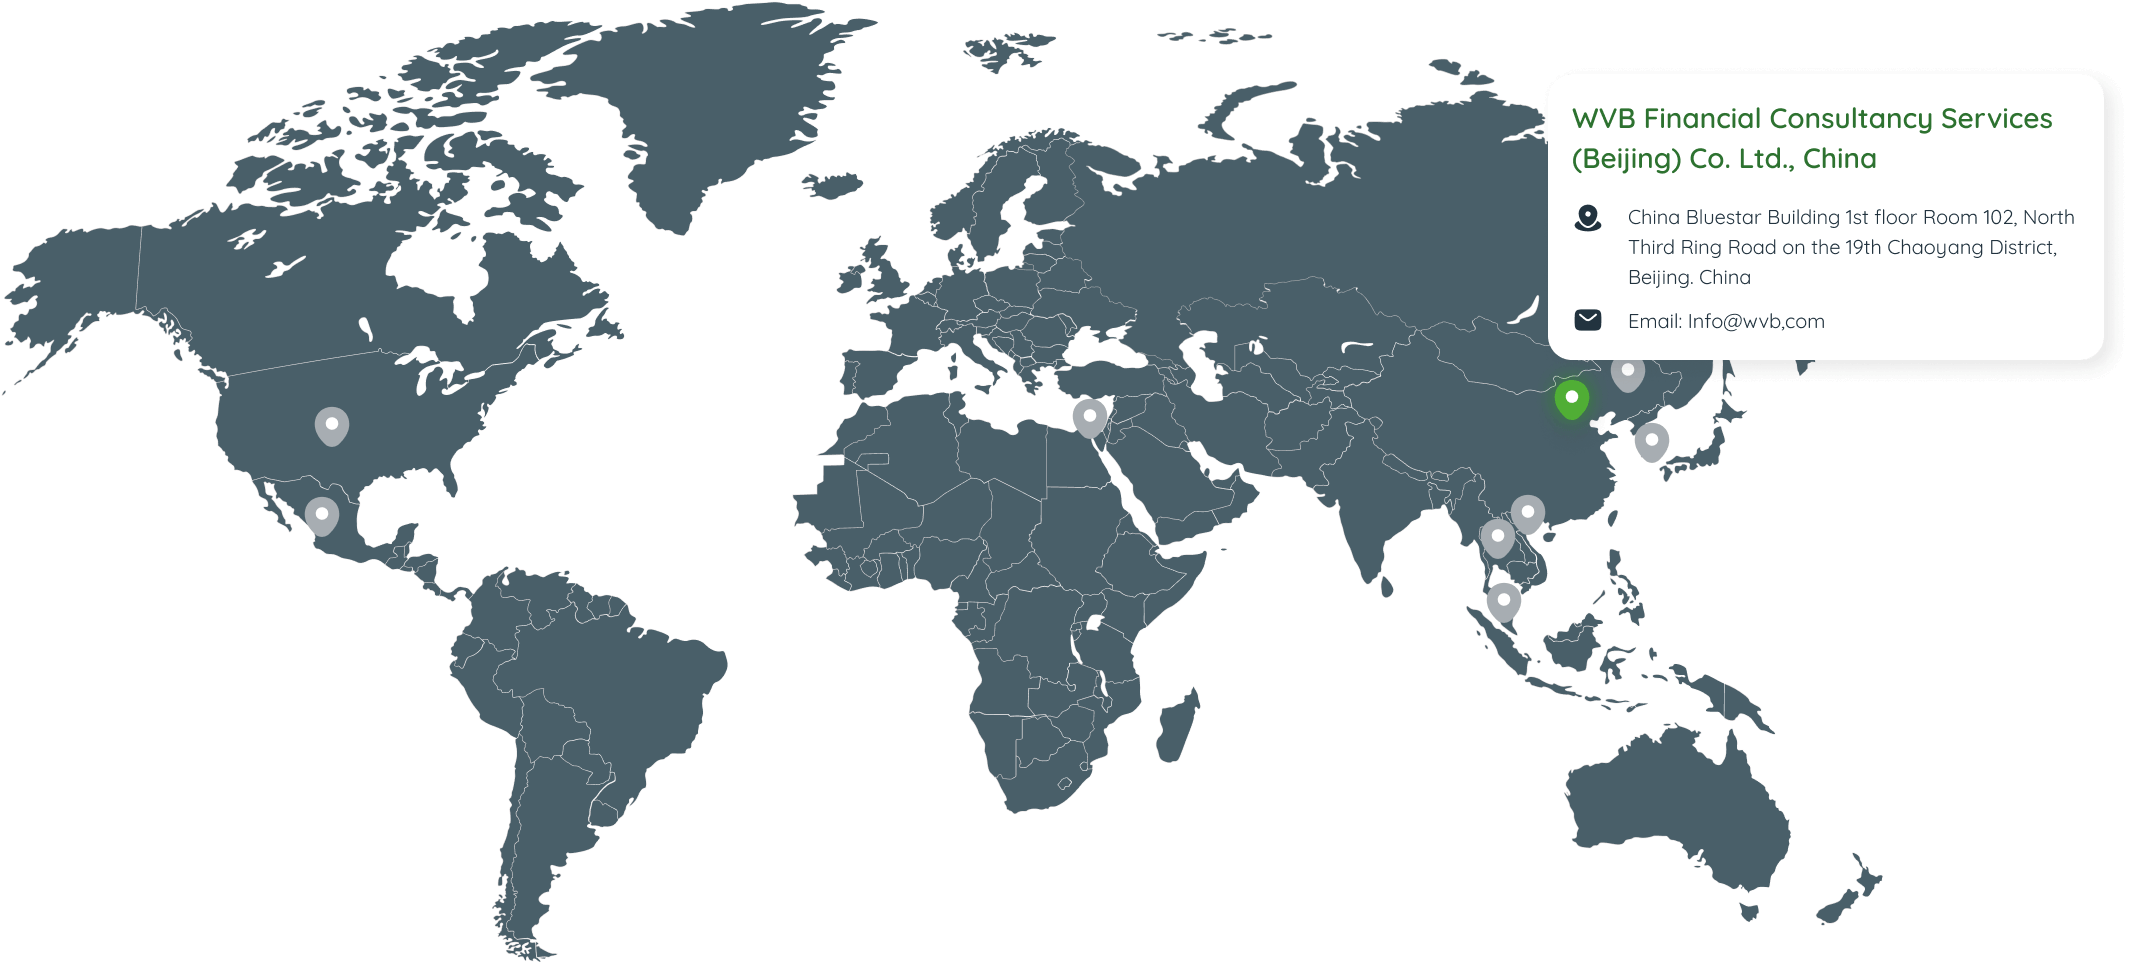 WVB Financial Consultancy Services
(Beijing) Co. Ltd., China
China Bluestar Building 1st floor Room 102, North
Third Ring Road on the 19th Chaoyang District,
Beijing. China
Email: Info@wvb,com